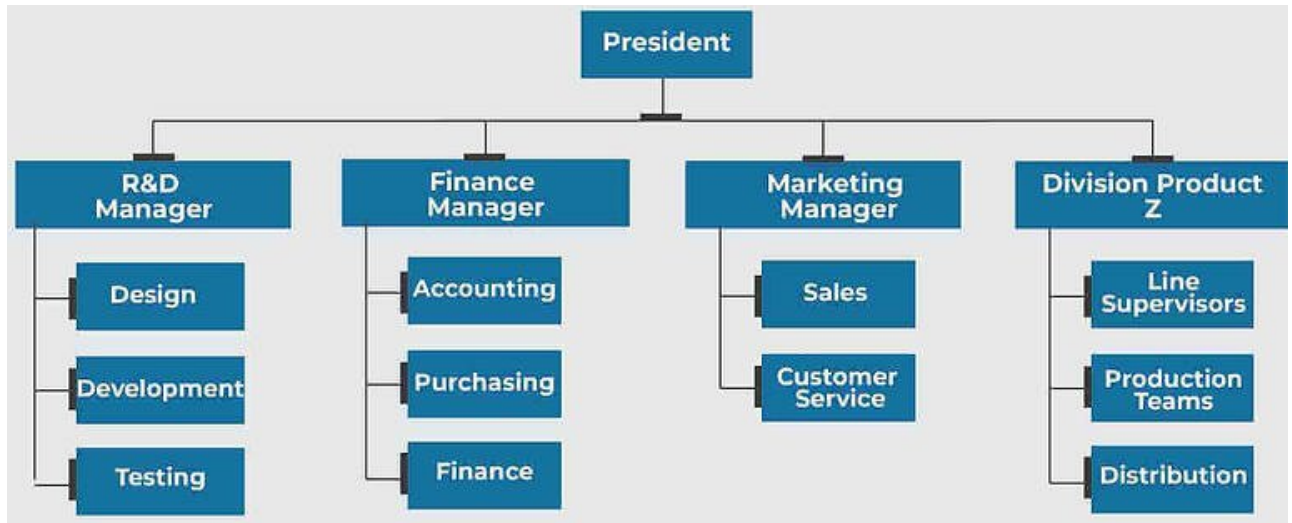 President
R&D
Manager
Finance
Manager
Marketing
Manager
Division Product
Z
Design
Development
Testing
Accounting
Purchasing
Finance
Sales
Customer
Service
Line
Supervisors
Production
Teams
Distribution